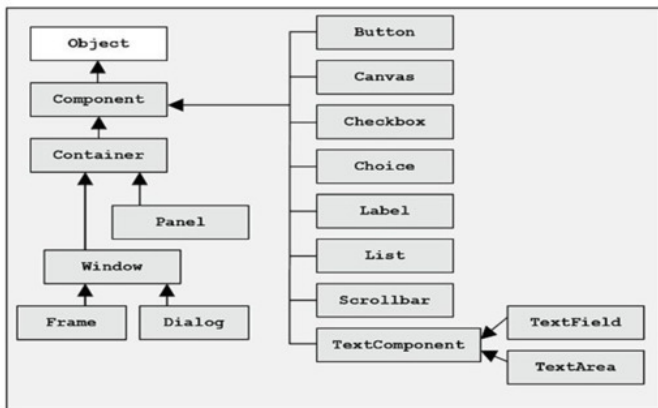 Object
Component
Container
Panel
Window
Frame
Dialog
Button
Canvas
Checkbox
Choice
Label
List
Scrollbar
TextComponent
TextField
TextArea